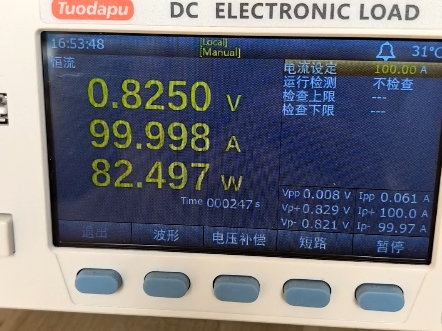 Tuodapu DC ELECTRONIC LOAD
16:53:48 [Local] 31°C
[Manual]
恒流
电流设定 100.00 A
运行检测 不检查
检查上限 ---
检查下限 ---
0.8250 V
99.998 A
82.497 W
Time 000247s
Vpp 0.008 V Ipp 0.061 A
Vp+ 0.829 V Ip+ 100.0 A
Vp- 0.821 V Ip- 99.97 A
退出 波形 电压补偿 短路 暂停